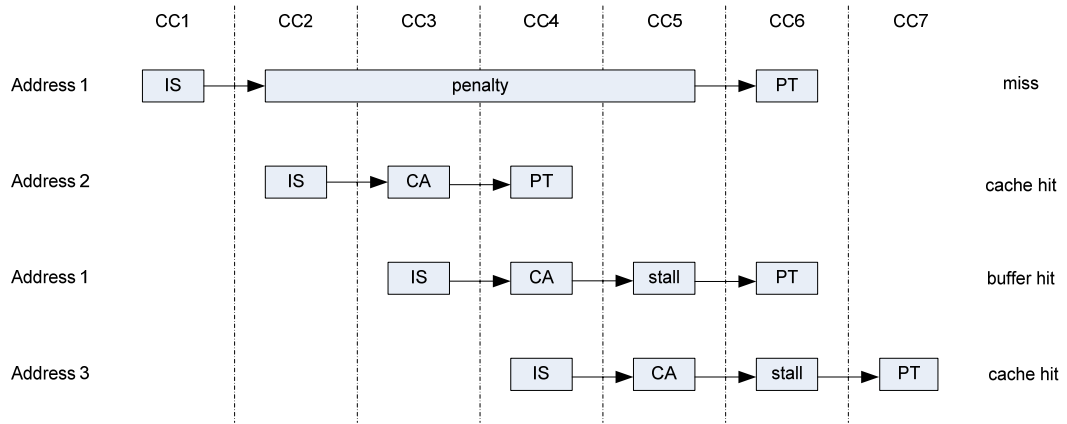 CC1 CC2 CC3 CC4 CC5 CC6 CC7
Address 1 IS penalty PT miss
Address 2 IS CA PT cache hit
Address 1 IS CA stall PT buffer hit
Address 3 IS CA stall PT cache hit